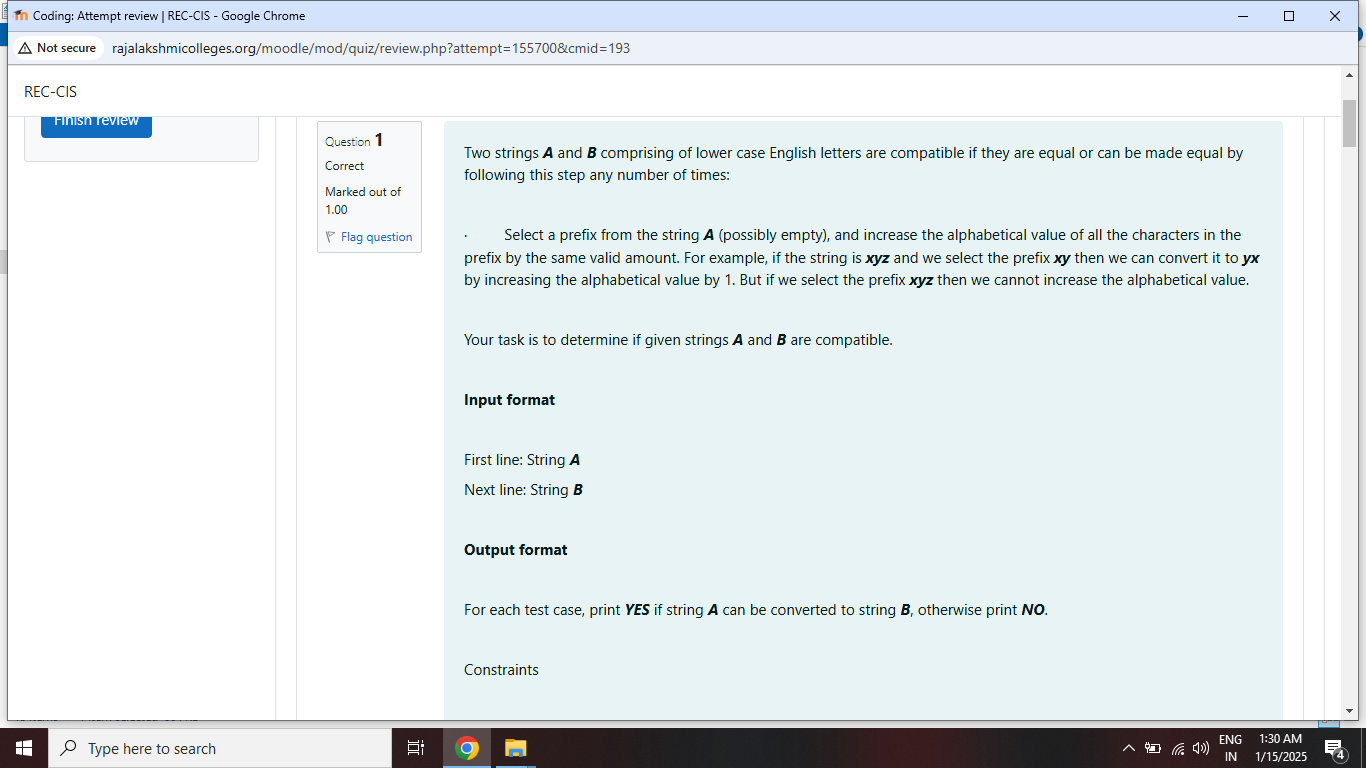 Coding: Attempt review | REC-CIS - Google Chrome
Not secure
rajalakshmicolleges.org/moodle/mod/quiz/review.php?attempt=155700&cmid=193
REC-CIS
Finish review
Question 1
Correct
Marked out of
1.00
Flag question
Two strings A and B comprising of lower case English letters are compatible if they are equal or can be made equal by
following this step any number of times:
· Select a prefix from the string A (possibly empty), and increase the alphabetical value of all the characters in the
prefix by the same valid amount. For example, if the string is xyz and we select the prefix xy then we can convert it to yx
by increasing the alphabetical value by 1. But if we select the prefix xyz then we cannot increase the alphabetical value.
Your task is to determine if given strings A and B are compatible.
Input format
First line: String A
Next line: String B
Output format
For each test case, print YES if string A can be converted to string B, otherwise print NO.
Constraints
Type here to search
ENG
IN
1:30 AM
1/15/2025
4